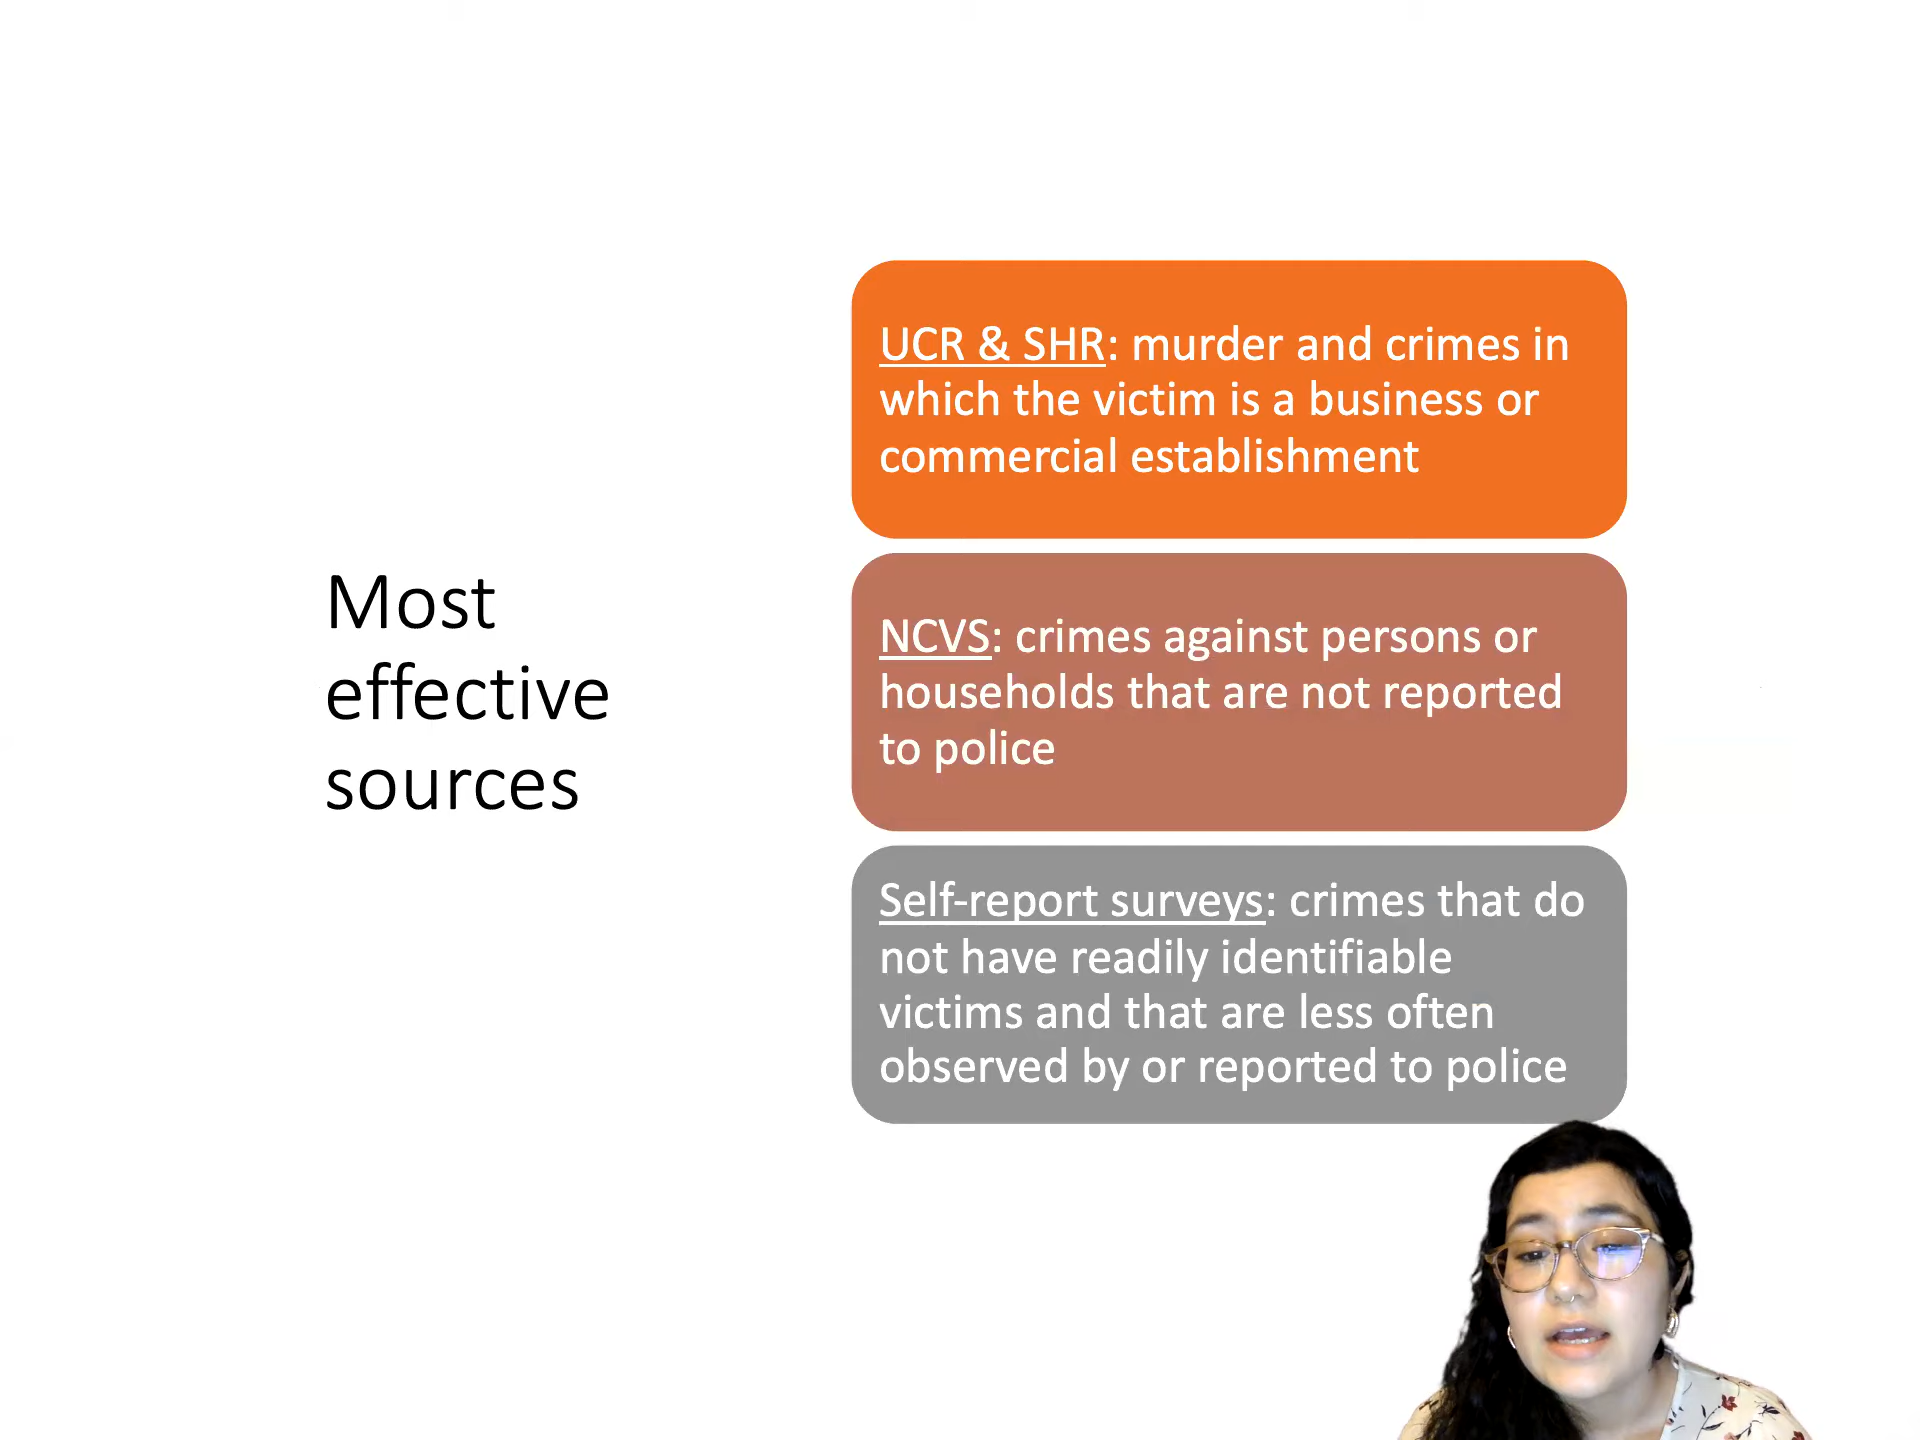 Most
effective
sources
UCR & SHR: murder and crimes in
which the victim is a business or
commercial establishment
NCVS: crimes against persons or
households that are not reported
to police
Self-report surveys: crimes that do
not have readily identifiable
victims and that are less often
observed by or reported to police